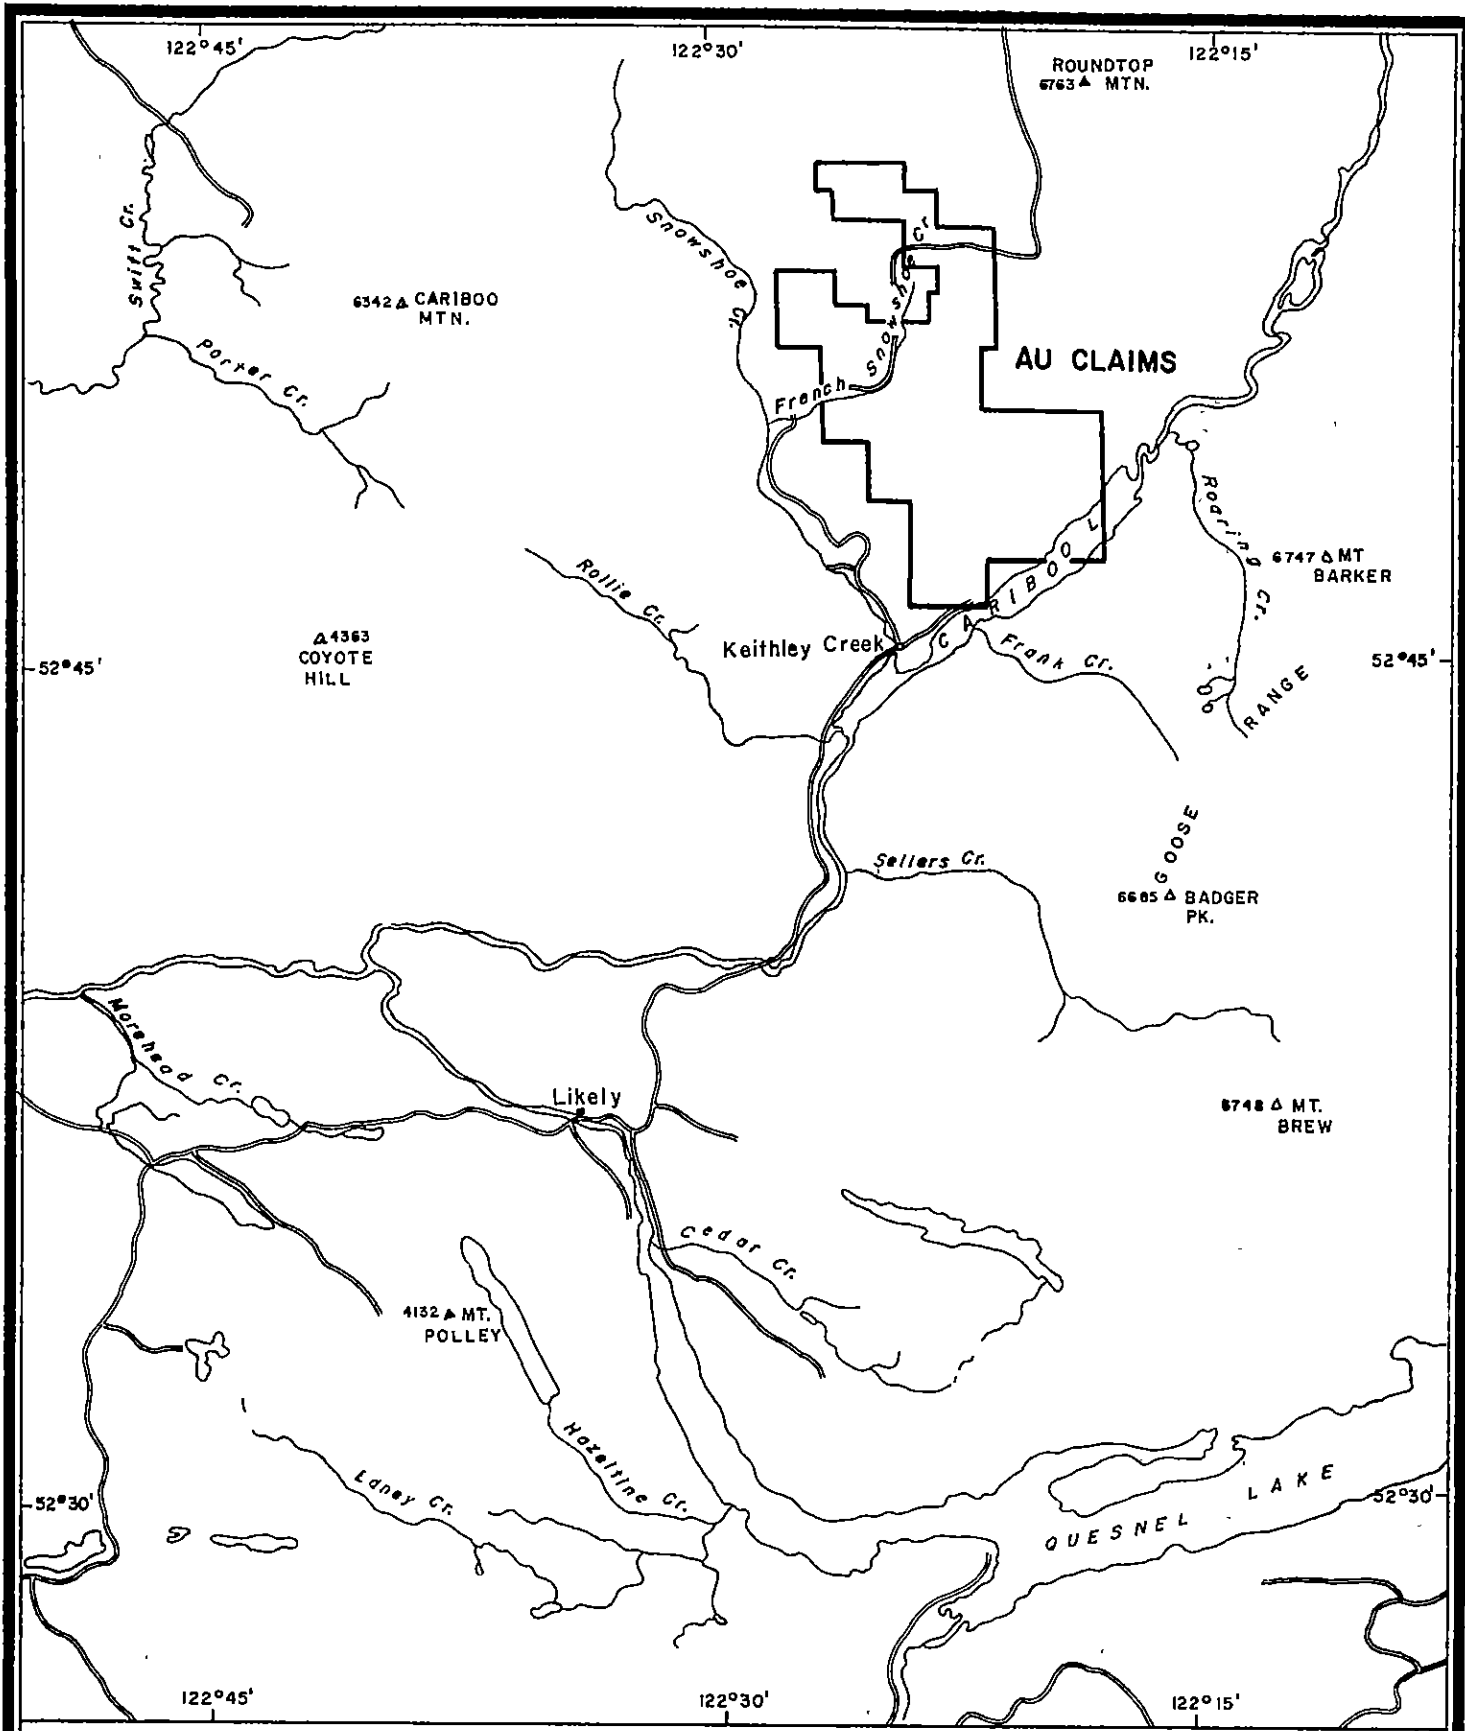 122°45'
122°30'
122°15'
ROUNDTOP
6763 MTN.
Swift Cr.
Snowshoe Cr.
French Snowshoe Cr
6342 CARIBOO
MTN.
Porter Cr.
AU CLAIMS
Roaring Cr.
6747 MT
BARKER
Rollie Cr.
CARIBOO L
4363
COYOTE
HILL
Keithley Creek
Frank Cr.
52°45'
52°45'
GOOSE RANGE
Sellers Cr.
6685 BADGER
PK.
Morehead Cr.
Likely
6748 MT.
BREW
Cedar Cr.
4132 MT.
POLLEY
Hazeltine Cr.
Edney Cr.
52°30'
QUESNEL LAKE
52°30'
122°45'
122°30'
122°15'